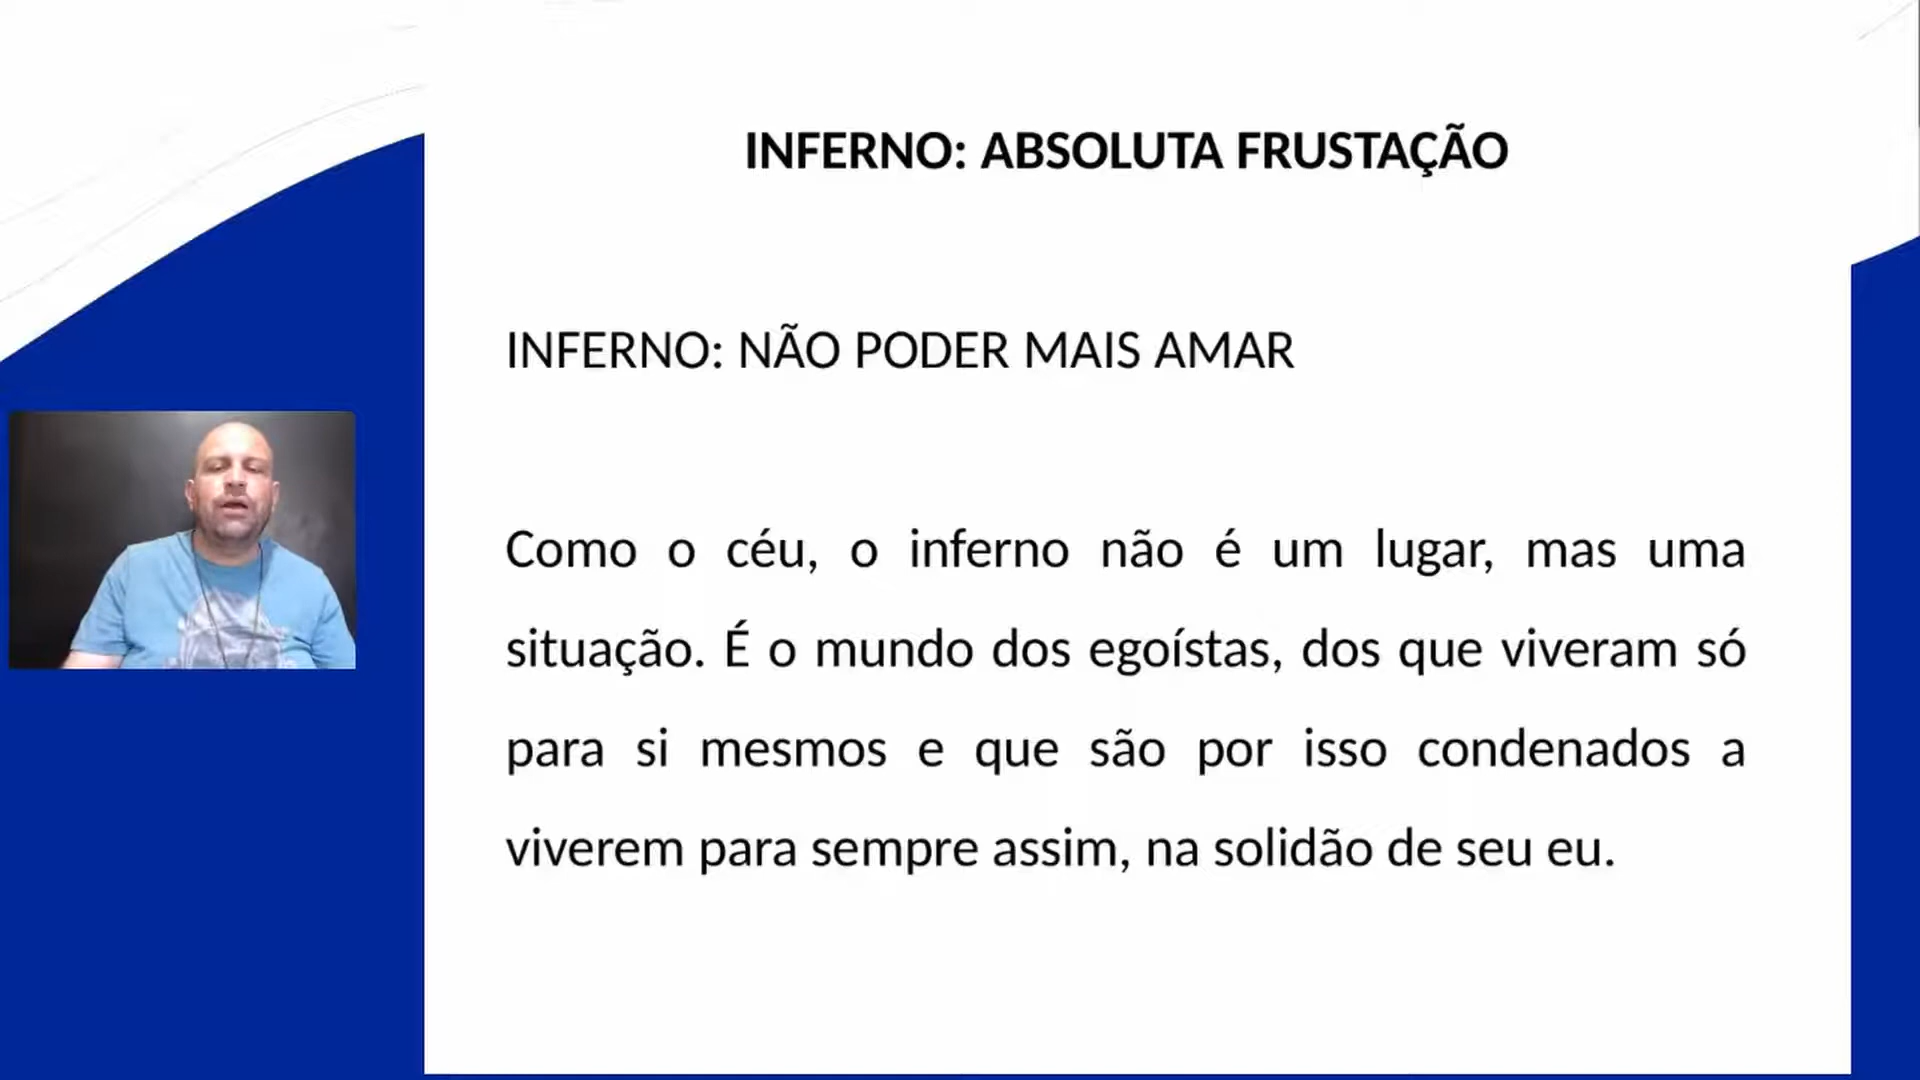 INFERNO: ABSOLUTA FRUSTAÇÃO
INFERNO: NÃO PODER MAIS AMAR
Como o céu, o inferno não é um lugar, mas uma
situação. É o mundo dos egoístas, dos que viveram só
para si mesmos e que são por isso condenados a
viverem para sempre assim, na solidão de seu eu.